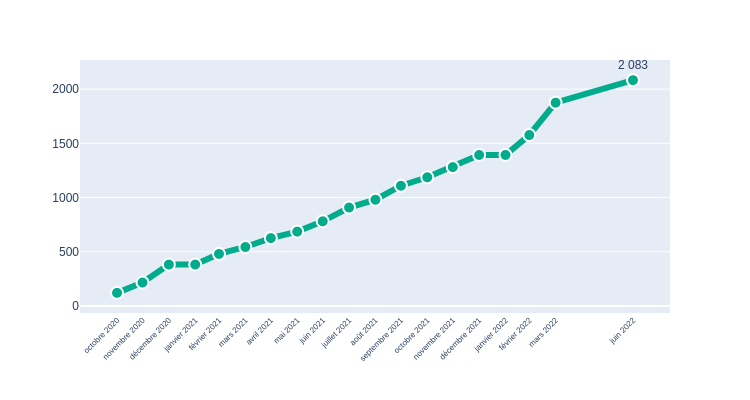 2 083
2000
1500
1000
500
0
octobre 2020
novembre 2020
décembre 2020
janvier 2021
février 2021
mars 2021
avril 2021
mai 2021
juin 2021
juillet 2021
août 2021
septembre 2021
octobre 2021
novembre 2021
décembre 2021
janvier 2022
février 2022
mars 2022
juin 2022